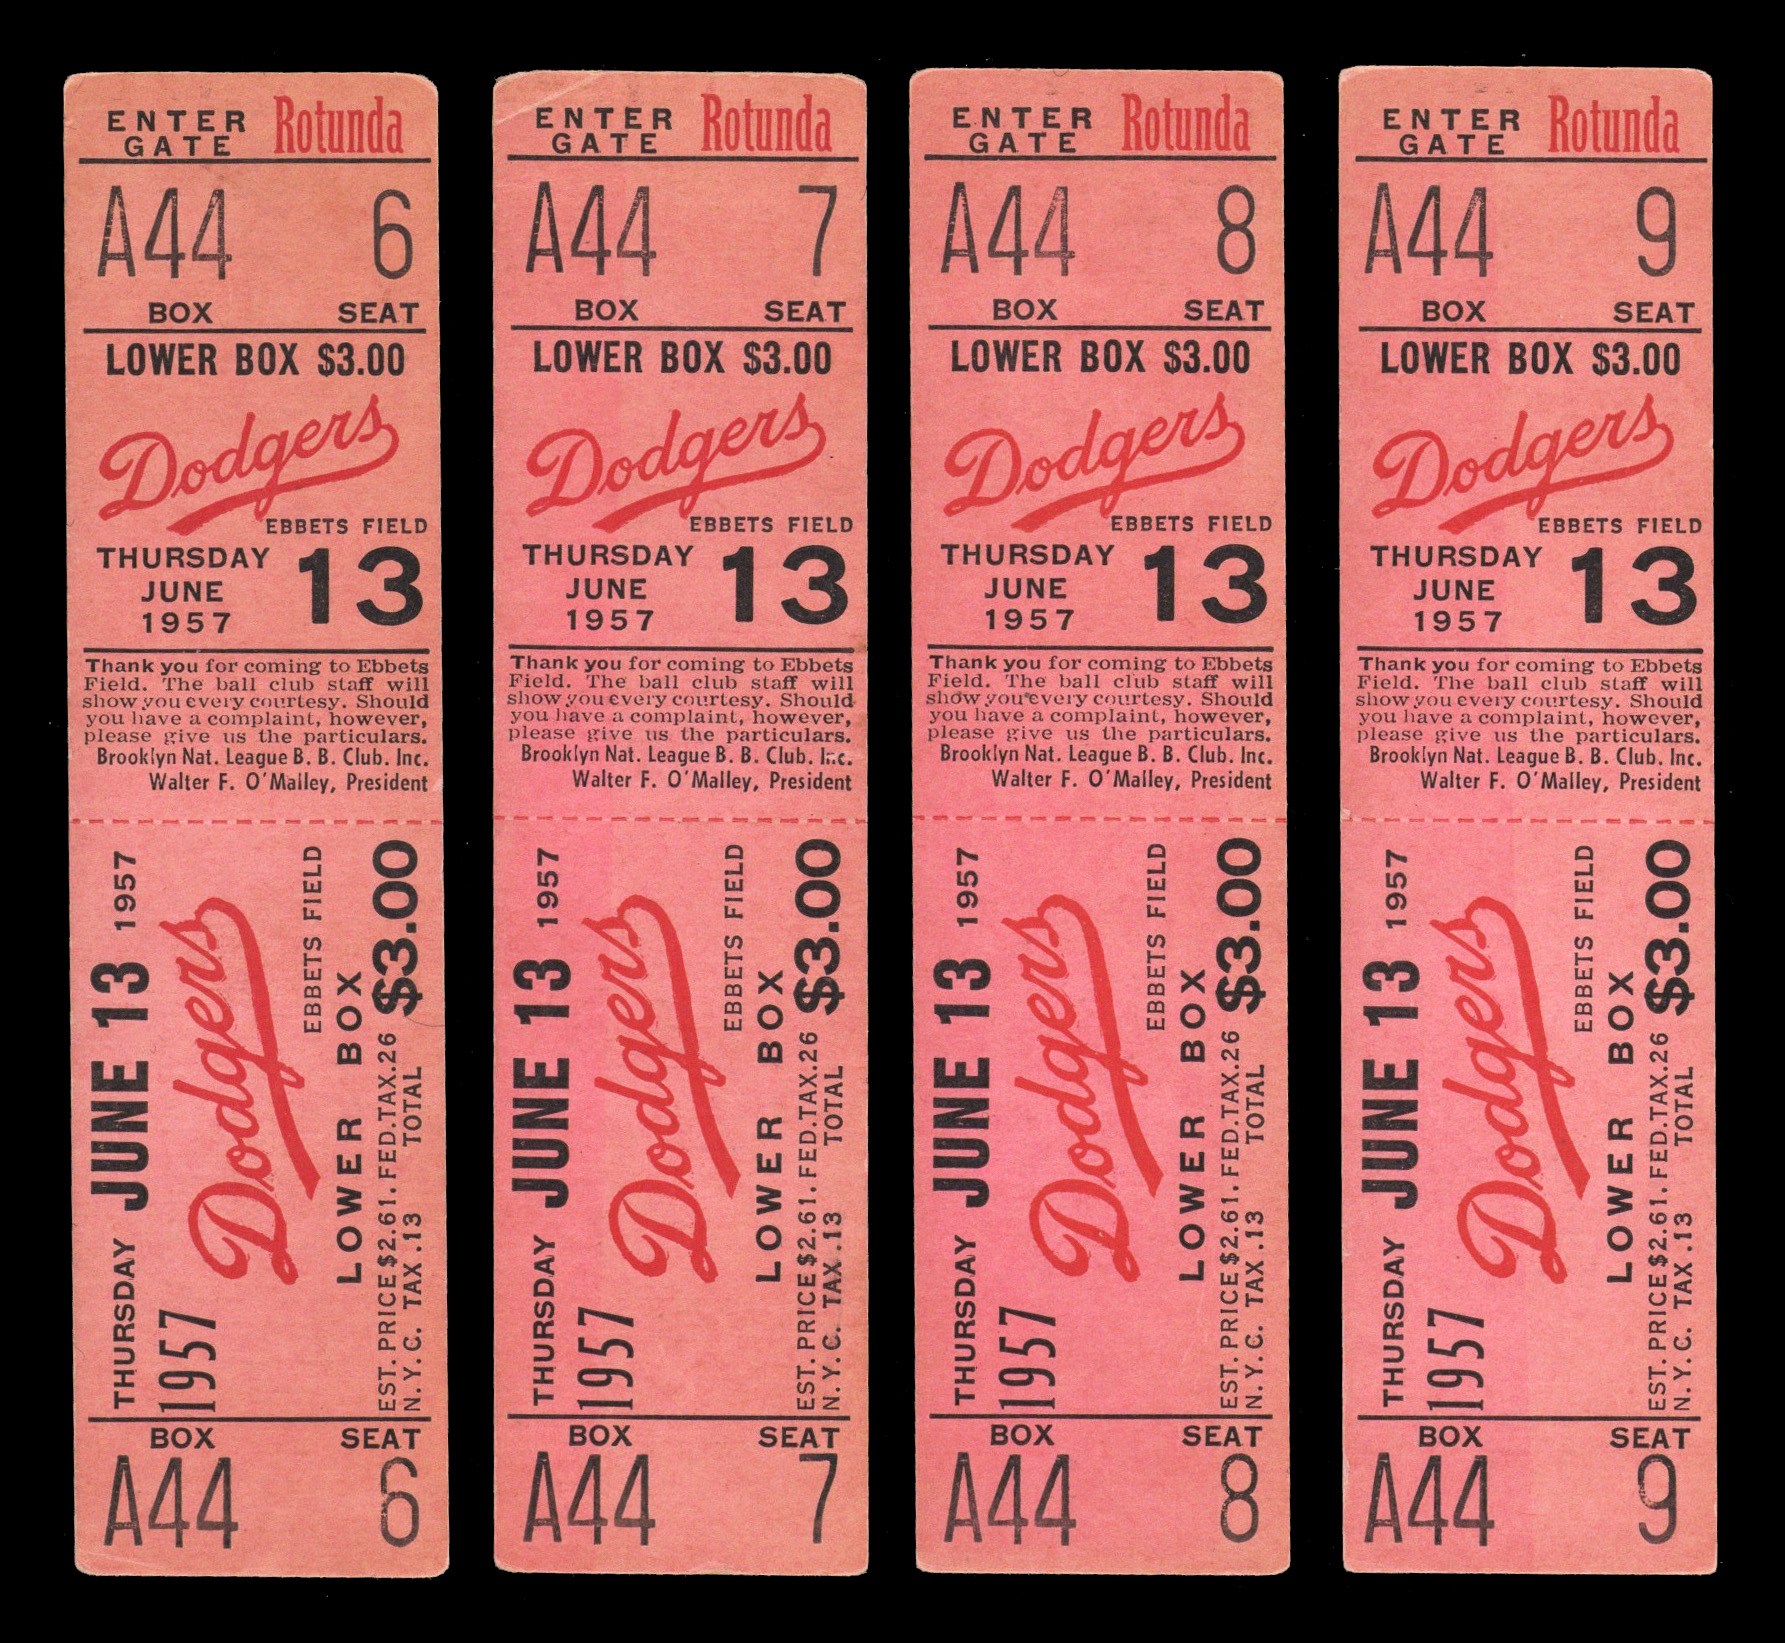 ENTER GATE Rotunda
A44 6
BOX SEAT
LOWER BOX $3.00
Dodgers
EBBETS FIELD
THURSDAY JUNE 1957 13
Thank you for coming to Ebbets
Field. The ball club staff will
show you every courtesy. Should
you have a complaint, however,
please give us the particulars.
Brooklyn Nat. League B. B. Club. Inc.
Walter F. O'Malley, President
THURSDAY JUNE 13 1957
1957 Dodgers
EBBETS FIELD
LOWER BOX
EST. PRICE $2.61. FED. TAX .26
N.Y.C. TAX .13 TOTAL $3.00
BOX SEAT
A44 6
ENTER GATE Rotunda
A44 7
BOX SEAT
LOWER BOX $3.00
Dodgers
EBBETS FIELD
THURSDAY JUNE 1957 13
Thank you for coming to Ebbets
Field. The ball club staff will
show you every courtesy. Should
you have a complaint, however,
please give us the particulars.
Brooklyn Nat. League B. B. Club. Inc.
Walter F. O'Malley, President
THURSDAY JUNE 13 1957
1957 Dodgers
EBBETS FIELD
LOWER BOX
EST. PRICE $2.61. FED. TAX .26
N.Y.C. TAX .13 TOTAL $3.00
BOX SEAT
A44 7
ENTER GATE Rotunda
A44 8
BOX SEAT
LOWER BOX $3.00
Dodgers
EBBETS FIELD
THURSDAY JUNE 1957 13
Thank you for coming to Ebbets
Field. The ball club staff will
show you every courtesy. Should
you have a complaint, however,
please give us the particulars.
Brooklyn Nat. League B. B. Club. Inc.
Walter F. O'Malley, President
THURSDAY JUNE 13 1957
1957 Dodgers
EBBETS FIELD
LOWER BOX
EST. PRICE $2.61. FED. TAX .26
N.Y.C. TAX .13 TOTAL $3.00
BOX SEAT
A44 8
ENTER GATE Rotunda
A44 9
BOX SEAT
LOWER BOX $3.00
Dodgers
EBBETS FIELD
THURSDAY JUNE 1957 13
Thank you for coming to Ebbets
Field. The ball club staff will
show you every courtesy. Should
you have a complaint, however,
please give us the particulars.
Brooklyn Nat. League B. B. Club. Inc.
Walter F. O'Malley, President
THURSDAY JUNE 13 1957
1957 Dodgers
EBBETS FIELD
LOWER BOX
EST. PRICE $2.61. FED. TAX .26
N.Y.C. TAX .13 TOTAL $3.00
BOX SEAT
A44 9